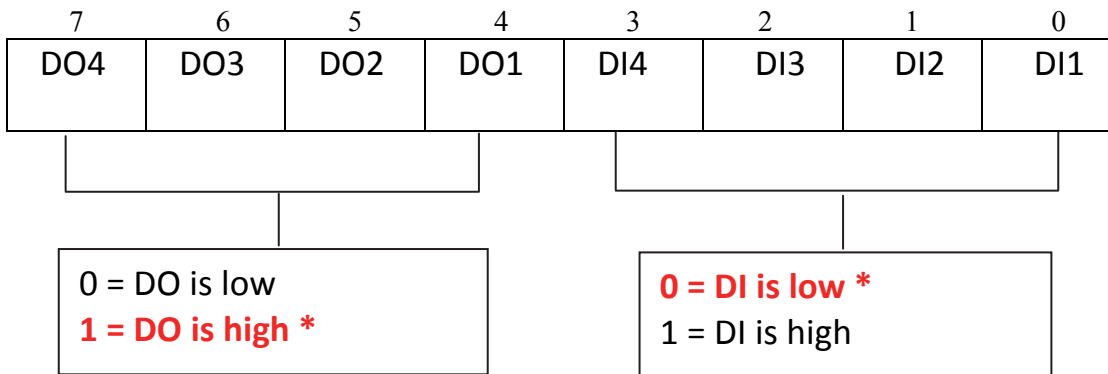 7 6 5 4 3 2 1 0
DO4 DO3 DO2 DO1 DI4 DI3 DI2 DI1
0 = DO is low
1 = DO is high *
0 = DI is low *
1 = DI is high